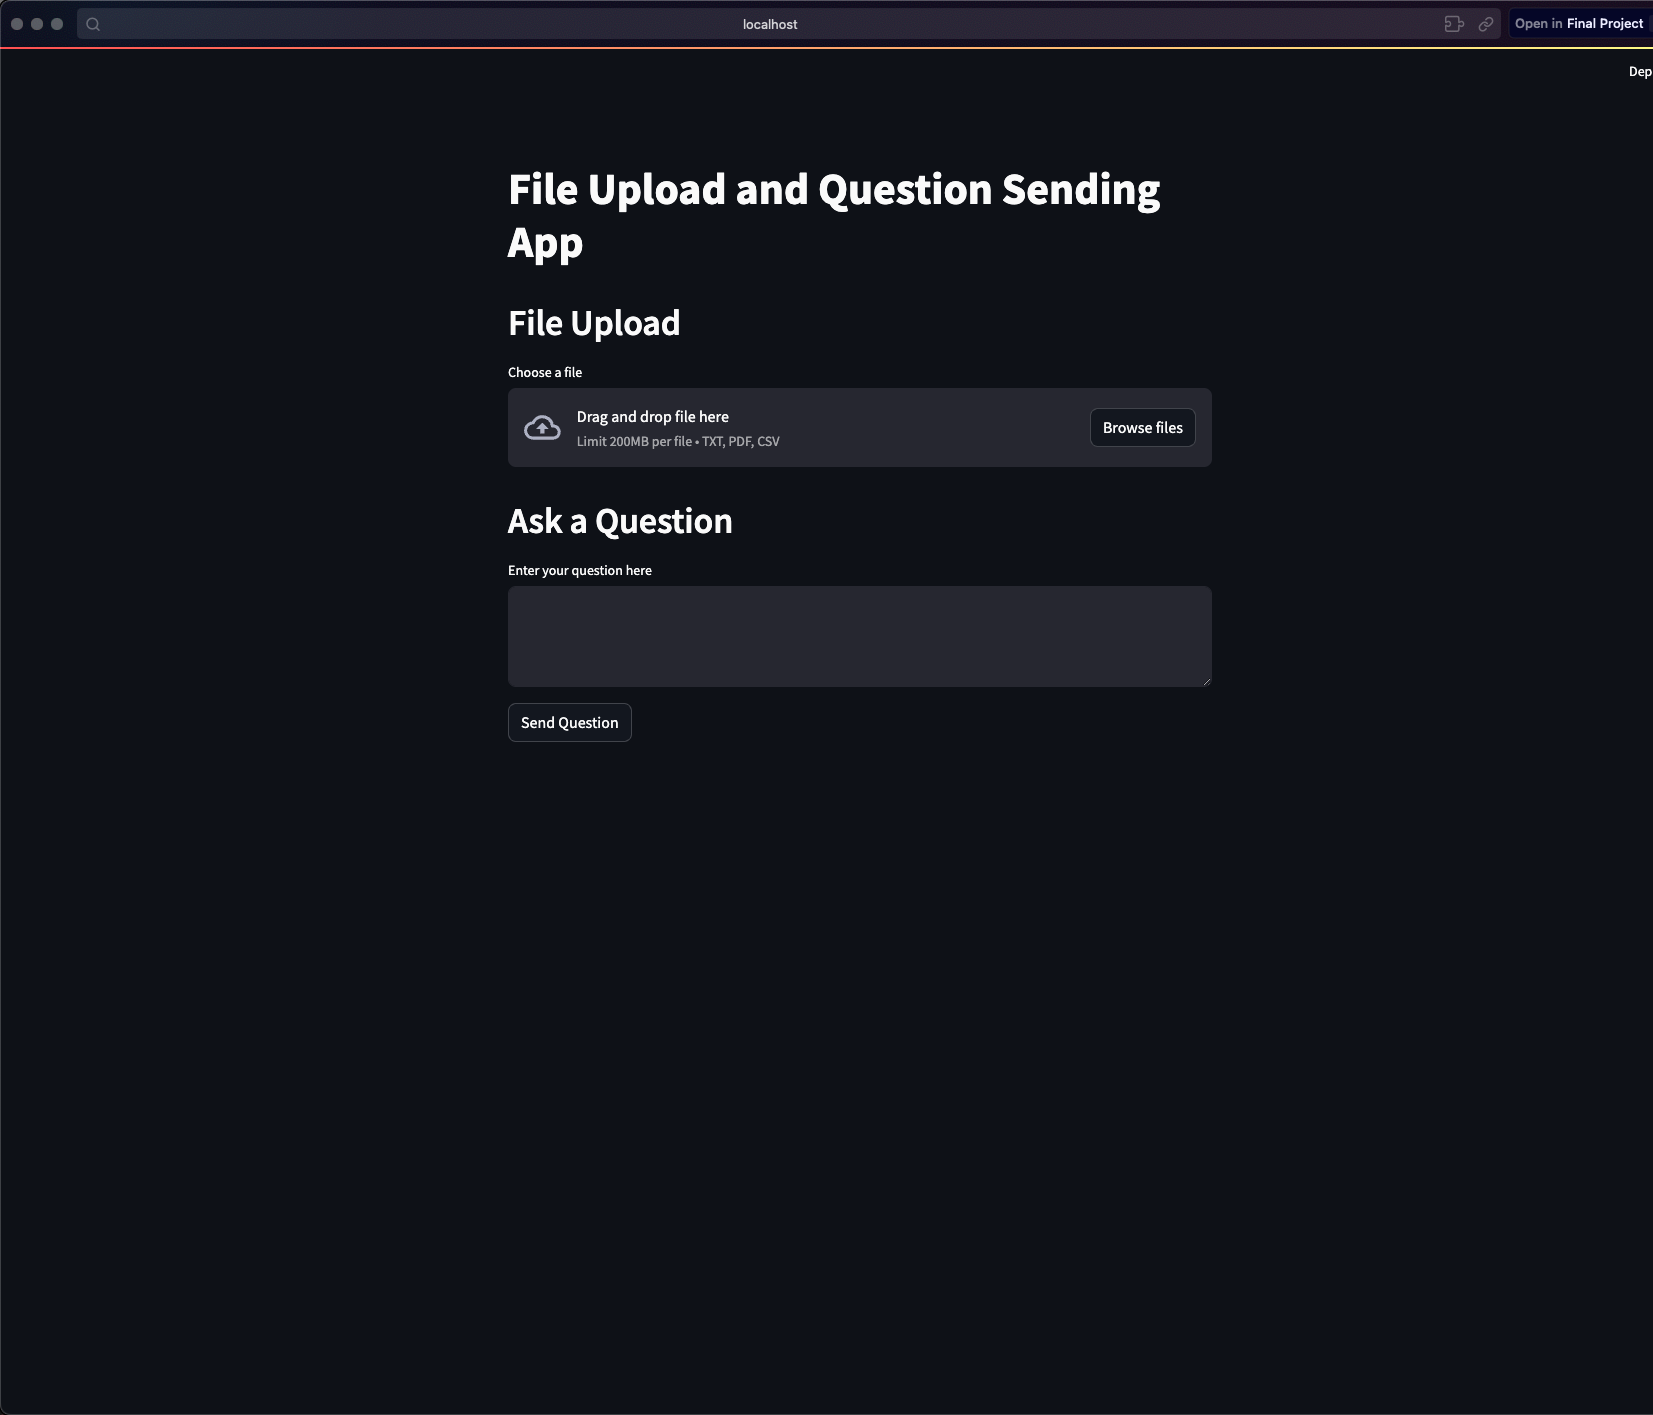 localhost
Open in Final Project
Dep
File Upload and Question Sending
App
File Upload
Choose a file
Drag and drop file here
Limit 200MB per file • TXT, PDF, CSV
Browse files
Ask a Question
Enter your question here
Send Question